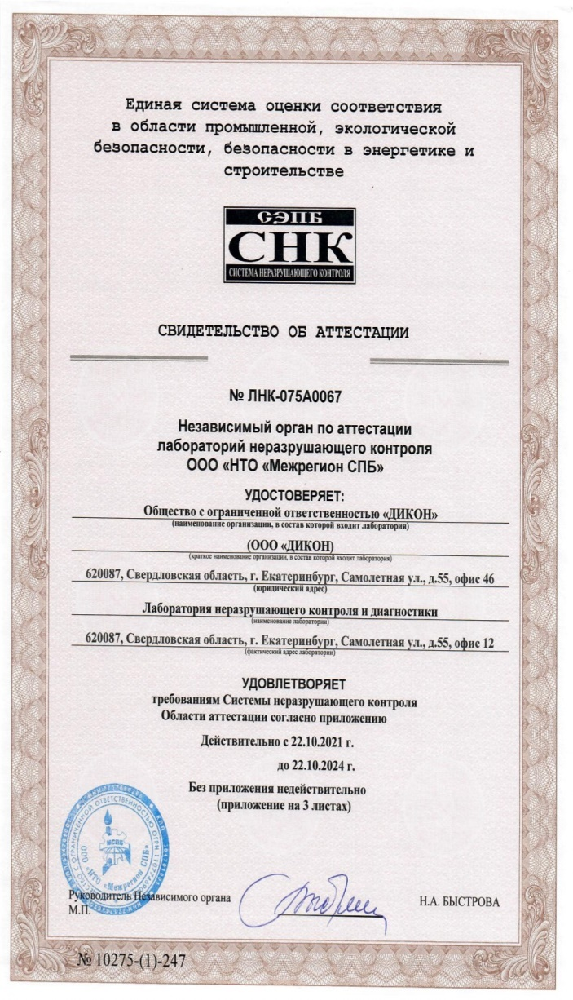 Единая система оценки соответствия
в области промышленной, экологической
безопасности, безопасности в энергетике и
строительстве
СЭПБ
СНК
СИСТЕМА НЕРАЗРУШАЮЩЕГО КОНТРОЛЯ
СВИДЕТЕЛЬСТВО ОБ АТТЕСТАЦИИ
№ ЛНК-075А0067
Независимый орган по аттестации
лабораторий неразрушающего контроля
ООО «НТО «Межрегион СПБ»
УДОСТОВЕРЯЕТ:
Общество с ограниченной ответственностью «ДИКОН»
(наименование организации, в состав которой входит лаборатория)
(ООО «ДИКОН)
(краткое наименование организации, в состав которой входит лаборатория)
620087, Свердловская область, г. Екатеринбург, Самолетная ул., д.55, офис 46
(юридический адрес)
Лаборатория неразрушающего контроля и диагностики
(наименование лаборатории)
620087, Свердловская область, г. Екатеринбург, Самолетная ул., д.55, офис 12
(фактический адрес лаборатории)
УДОВЛЕТВОРЯЕТ
требованиям Системы неразрушающего контроля
Области аттестации согласно приложению
Действительно с 22.10.2021 г.
до 22.10.2024 г.
Без приложения недействительно
(приложение на 3 листах)
МСПБ
ООО «НТО «Межрегион СПБ»
Руководитель Независимого органа
М.П.
Н.А. БЫСТРОВА
№ 10275-(1)-247